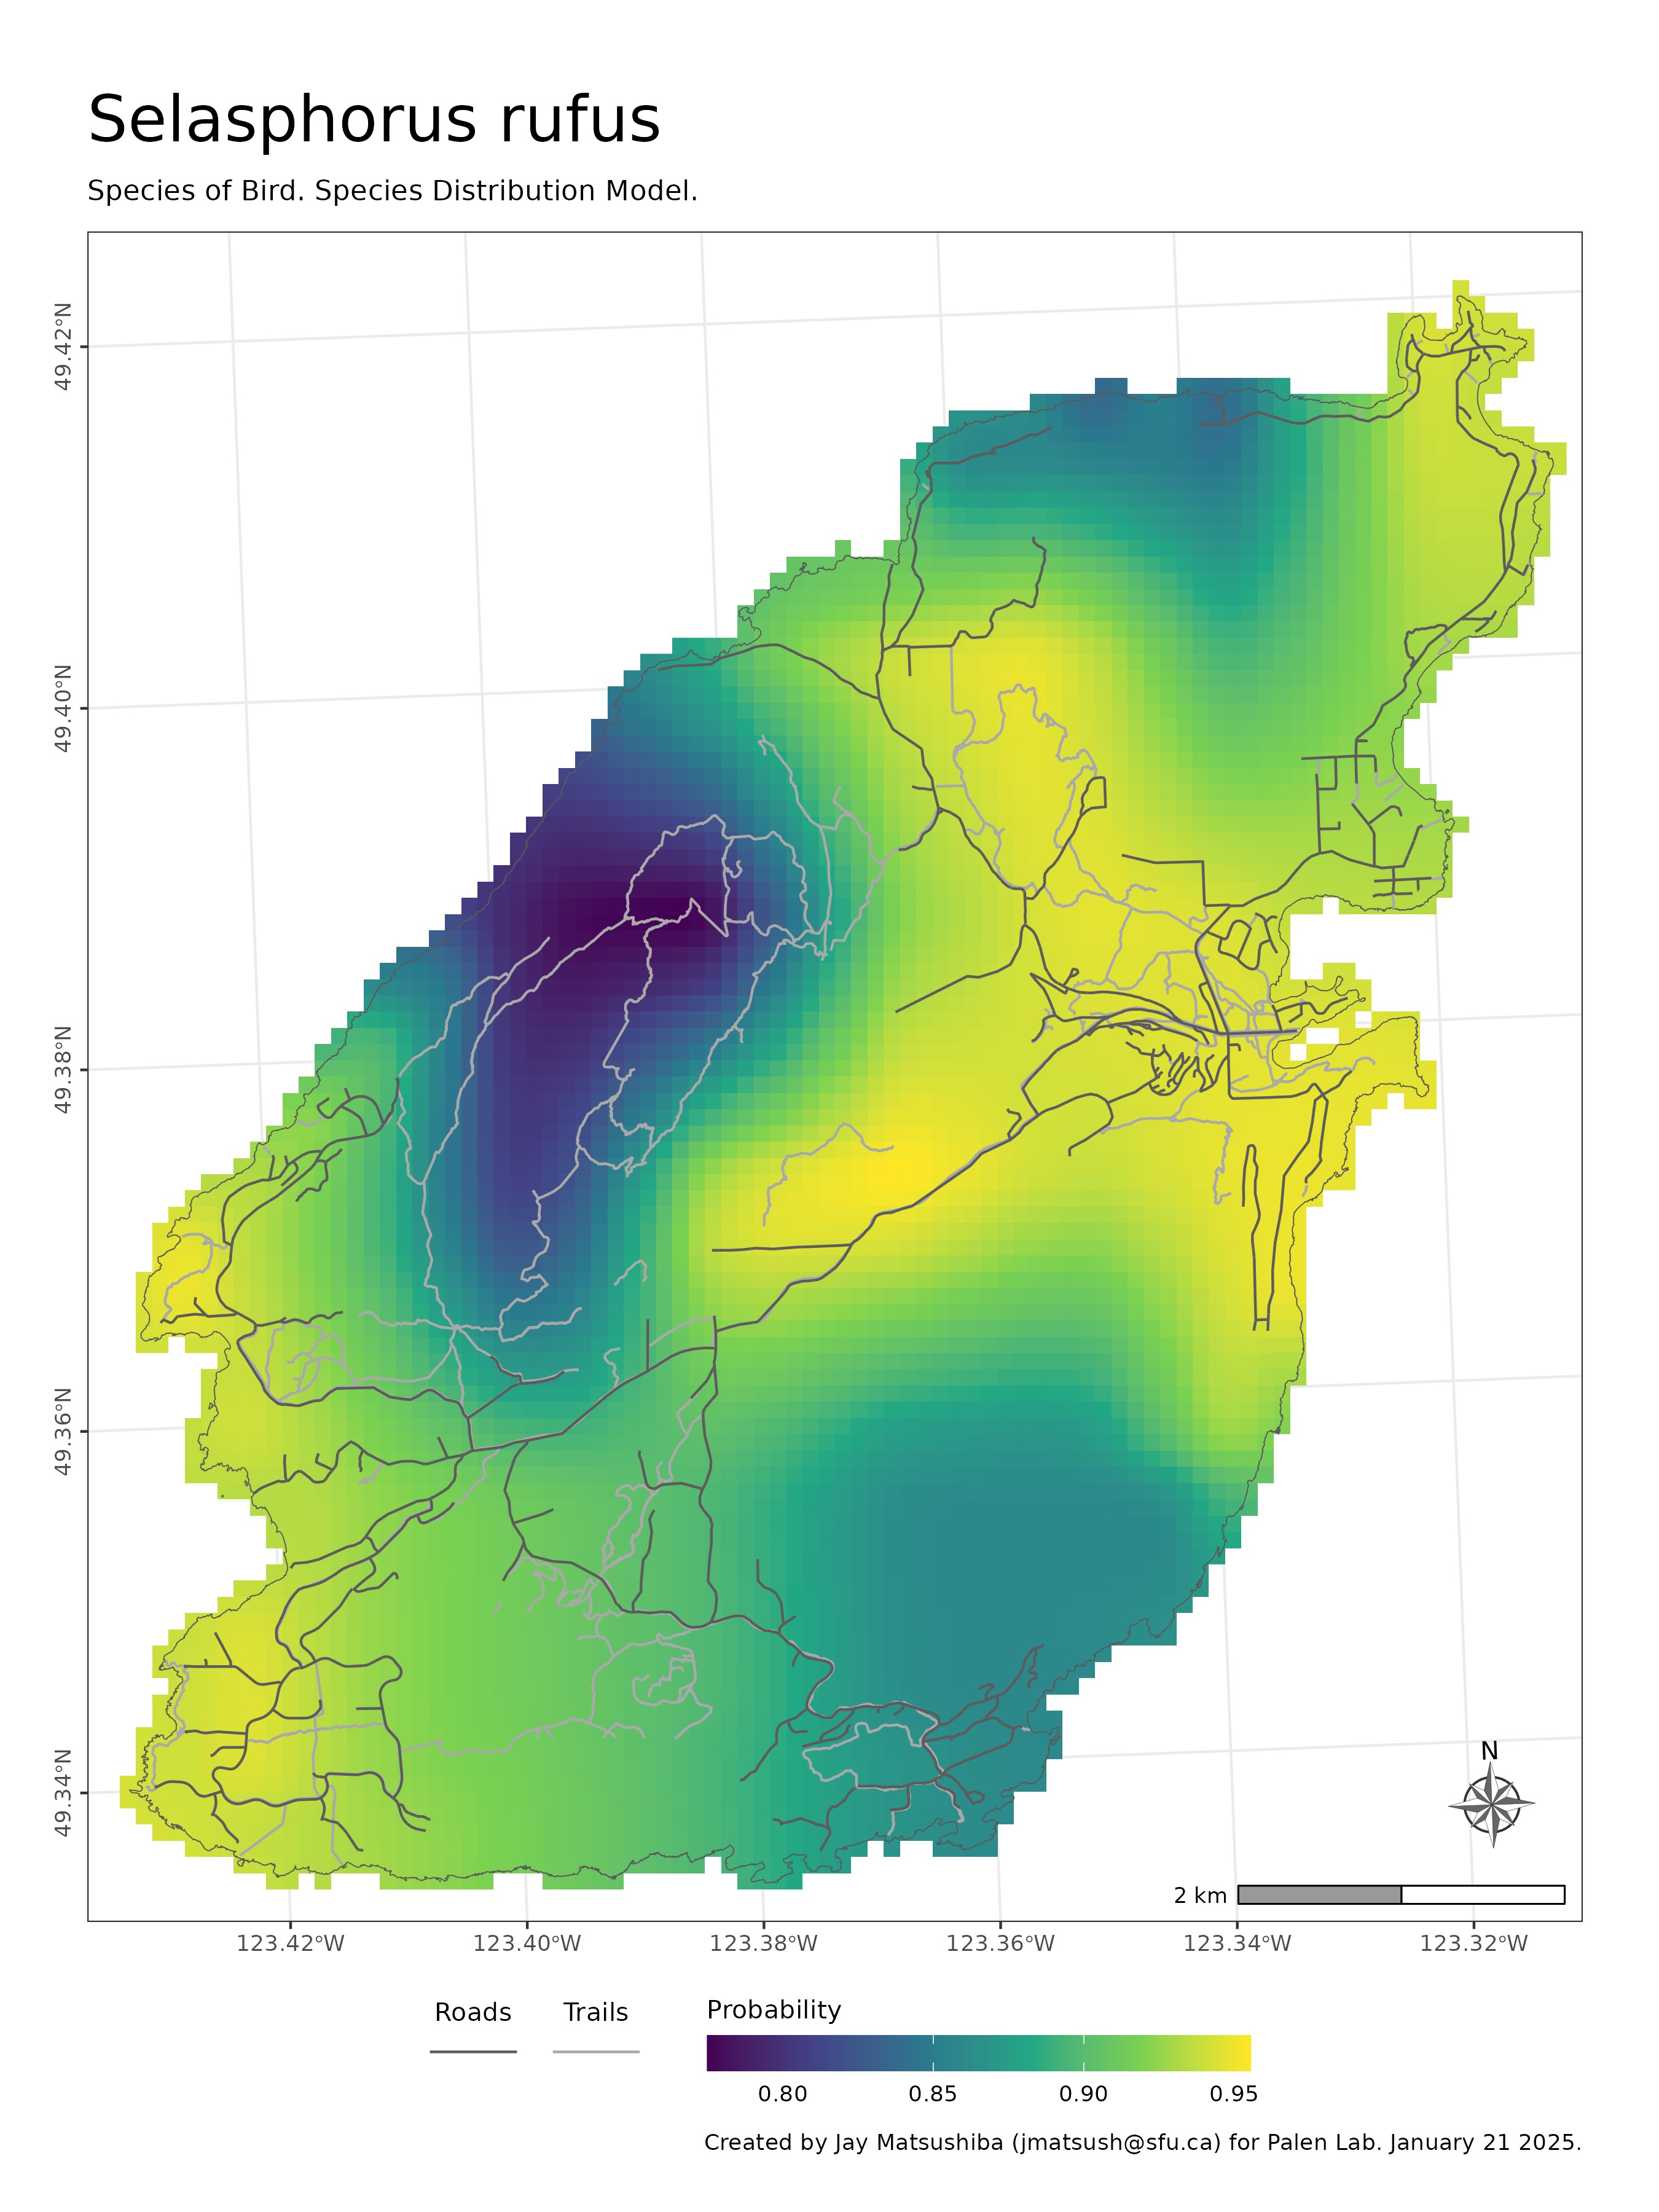 Selasphorus rufus
Species of Bird. Species Distribution Model.
49.42°N
49.40°N
49.38°N
49.36°N
49.34°N
N
2 km
123.42°W 123.40°W 123.38°W 123.36°W 123.34°W 123.32°W
Roads Trails Probability
0.80 0.85 0.90 0.95
Created by Jay Matsushiba (jmatsush@sfu.ca) for Palen Lab. January 21 2025.